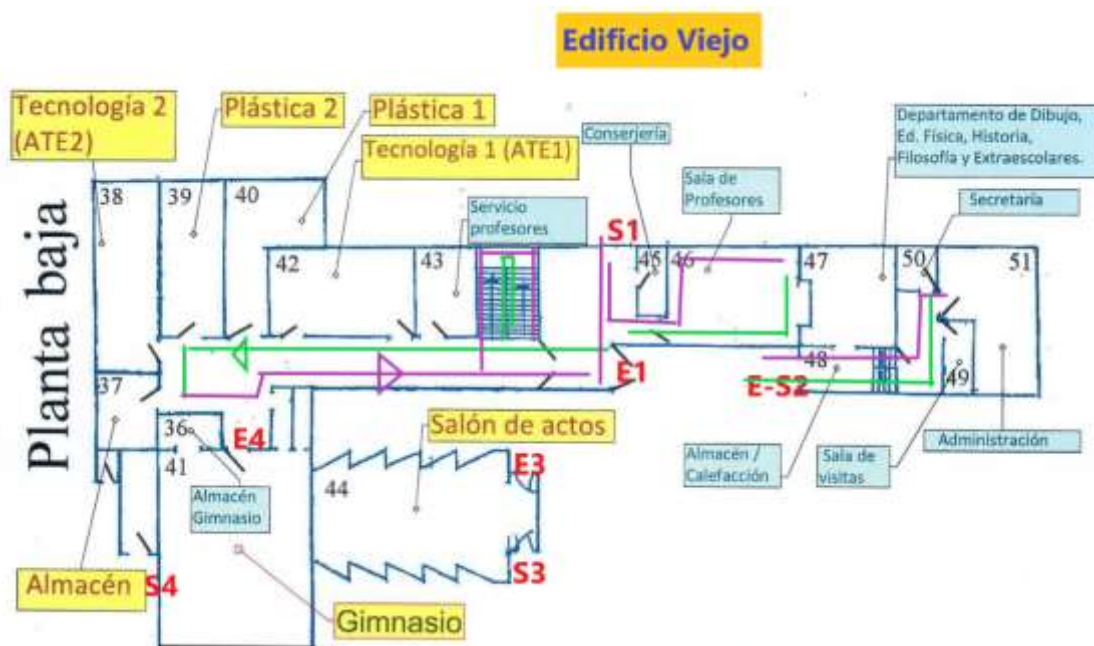 Edificio Viejo
Planta baja
Tecnología 2
(ATE2)
Plástica 2
Plástica 1
Tecnología 1 (ATE1)
Conserjería
Departamento de Dibujo,
Ed. Física, Historia,
Filosofía y Extraescolares.
Sala de
Profesores
Secretaría
Servicio
profesores
38
39
40
42
43
S1
45
46
47
50
51
E1
48
E-S2
49
37
36
E4
41
Salón de actos
E3
44
Almacén
Gimnasio
Almacén /
Calefacción
Sala de
visitas
Administración
Almacén
S4
S3
Gimnasio